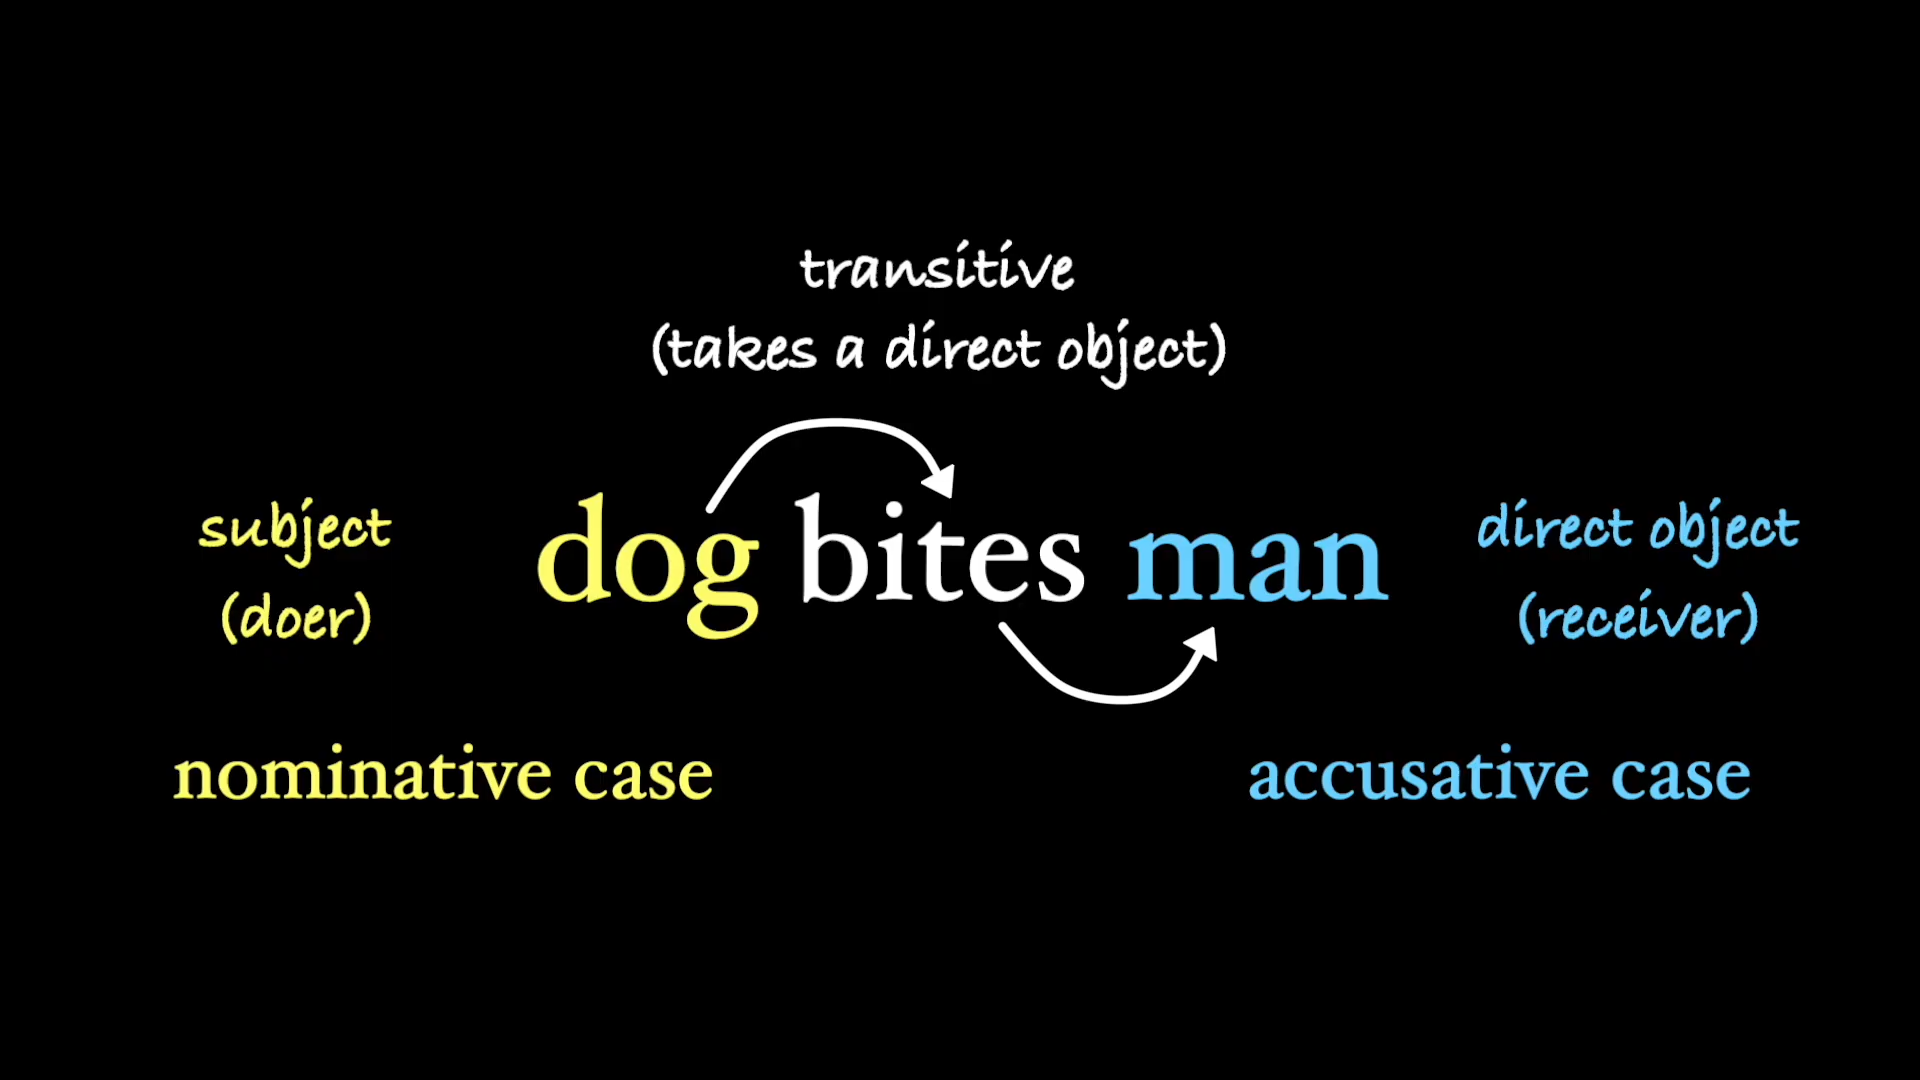 transitive
(takes a direct object)
subject
(doer)
dog bites man
direct object
(receiver)
nominative case
accusative case